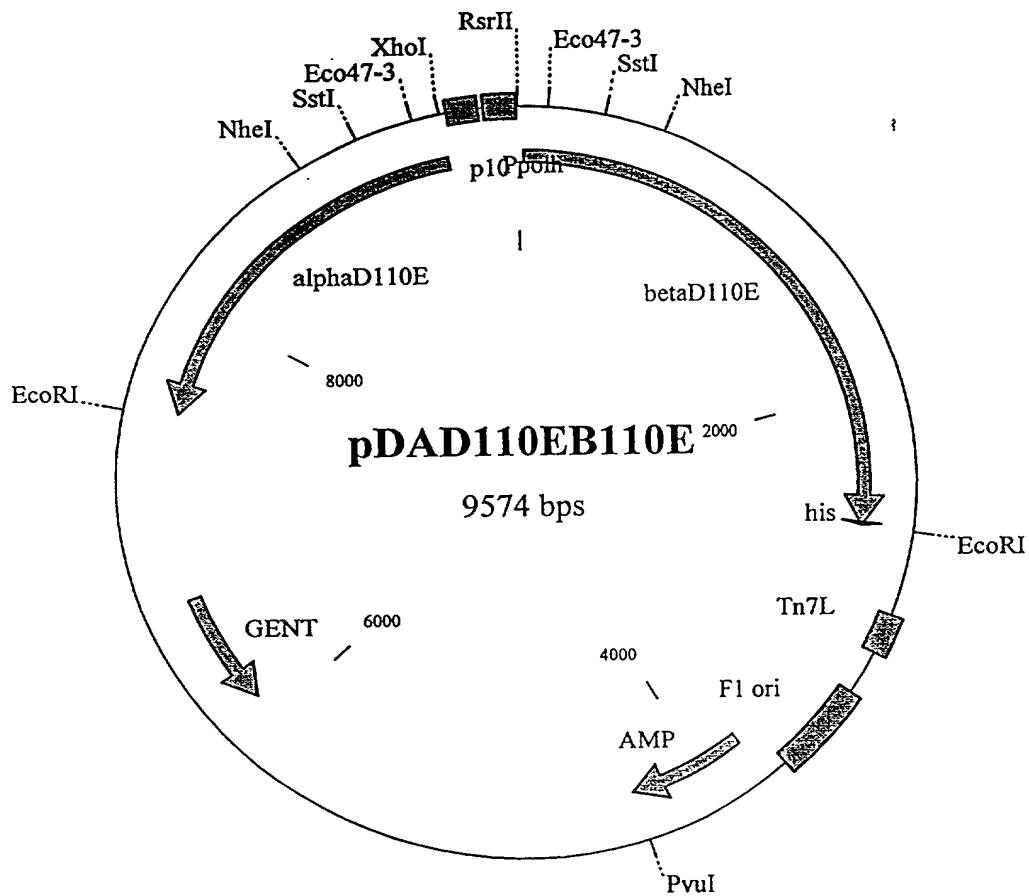 RsrII
XhoI
Eco47-3
Eco47-3
SstI
SstI
NheI
NheI
p10
Ppolh
alphaD110E
betaD110E
8000
EcoRI
pDAD110EB110E
2000
9574 bps
his
EcoRI
Tn7L
GENT
6000
4000
F1 ori
AMP
PvuI